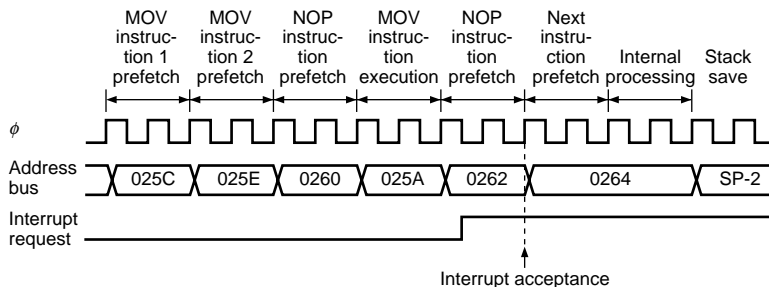 MOV
instruc-
tion 1
prefetch
MOV
instruc-
tion 2
prefetch
NOP
instruc-
tion
prefetch
MOV
instruc-
tion
execution
NOP
instruc-
tion
prefetch
Next
instru-
ction
prefetch
Internal
processing
Stack
save
ϕ
Address
bus
025C
025E
0260
025A
0262
0264
SP-2
Interrupt
request
Interrupt acceptance